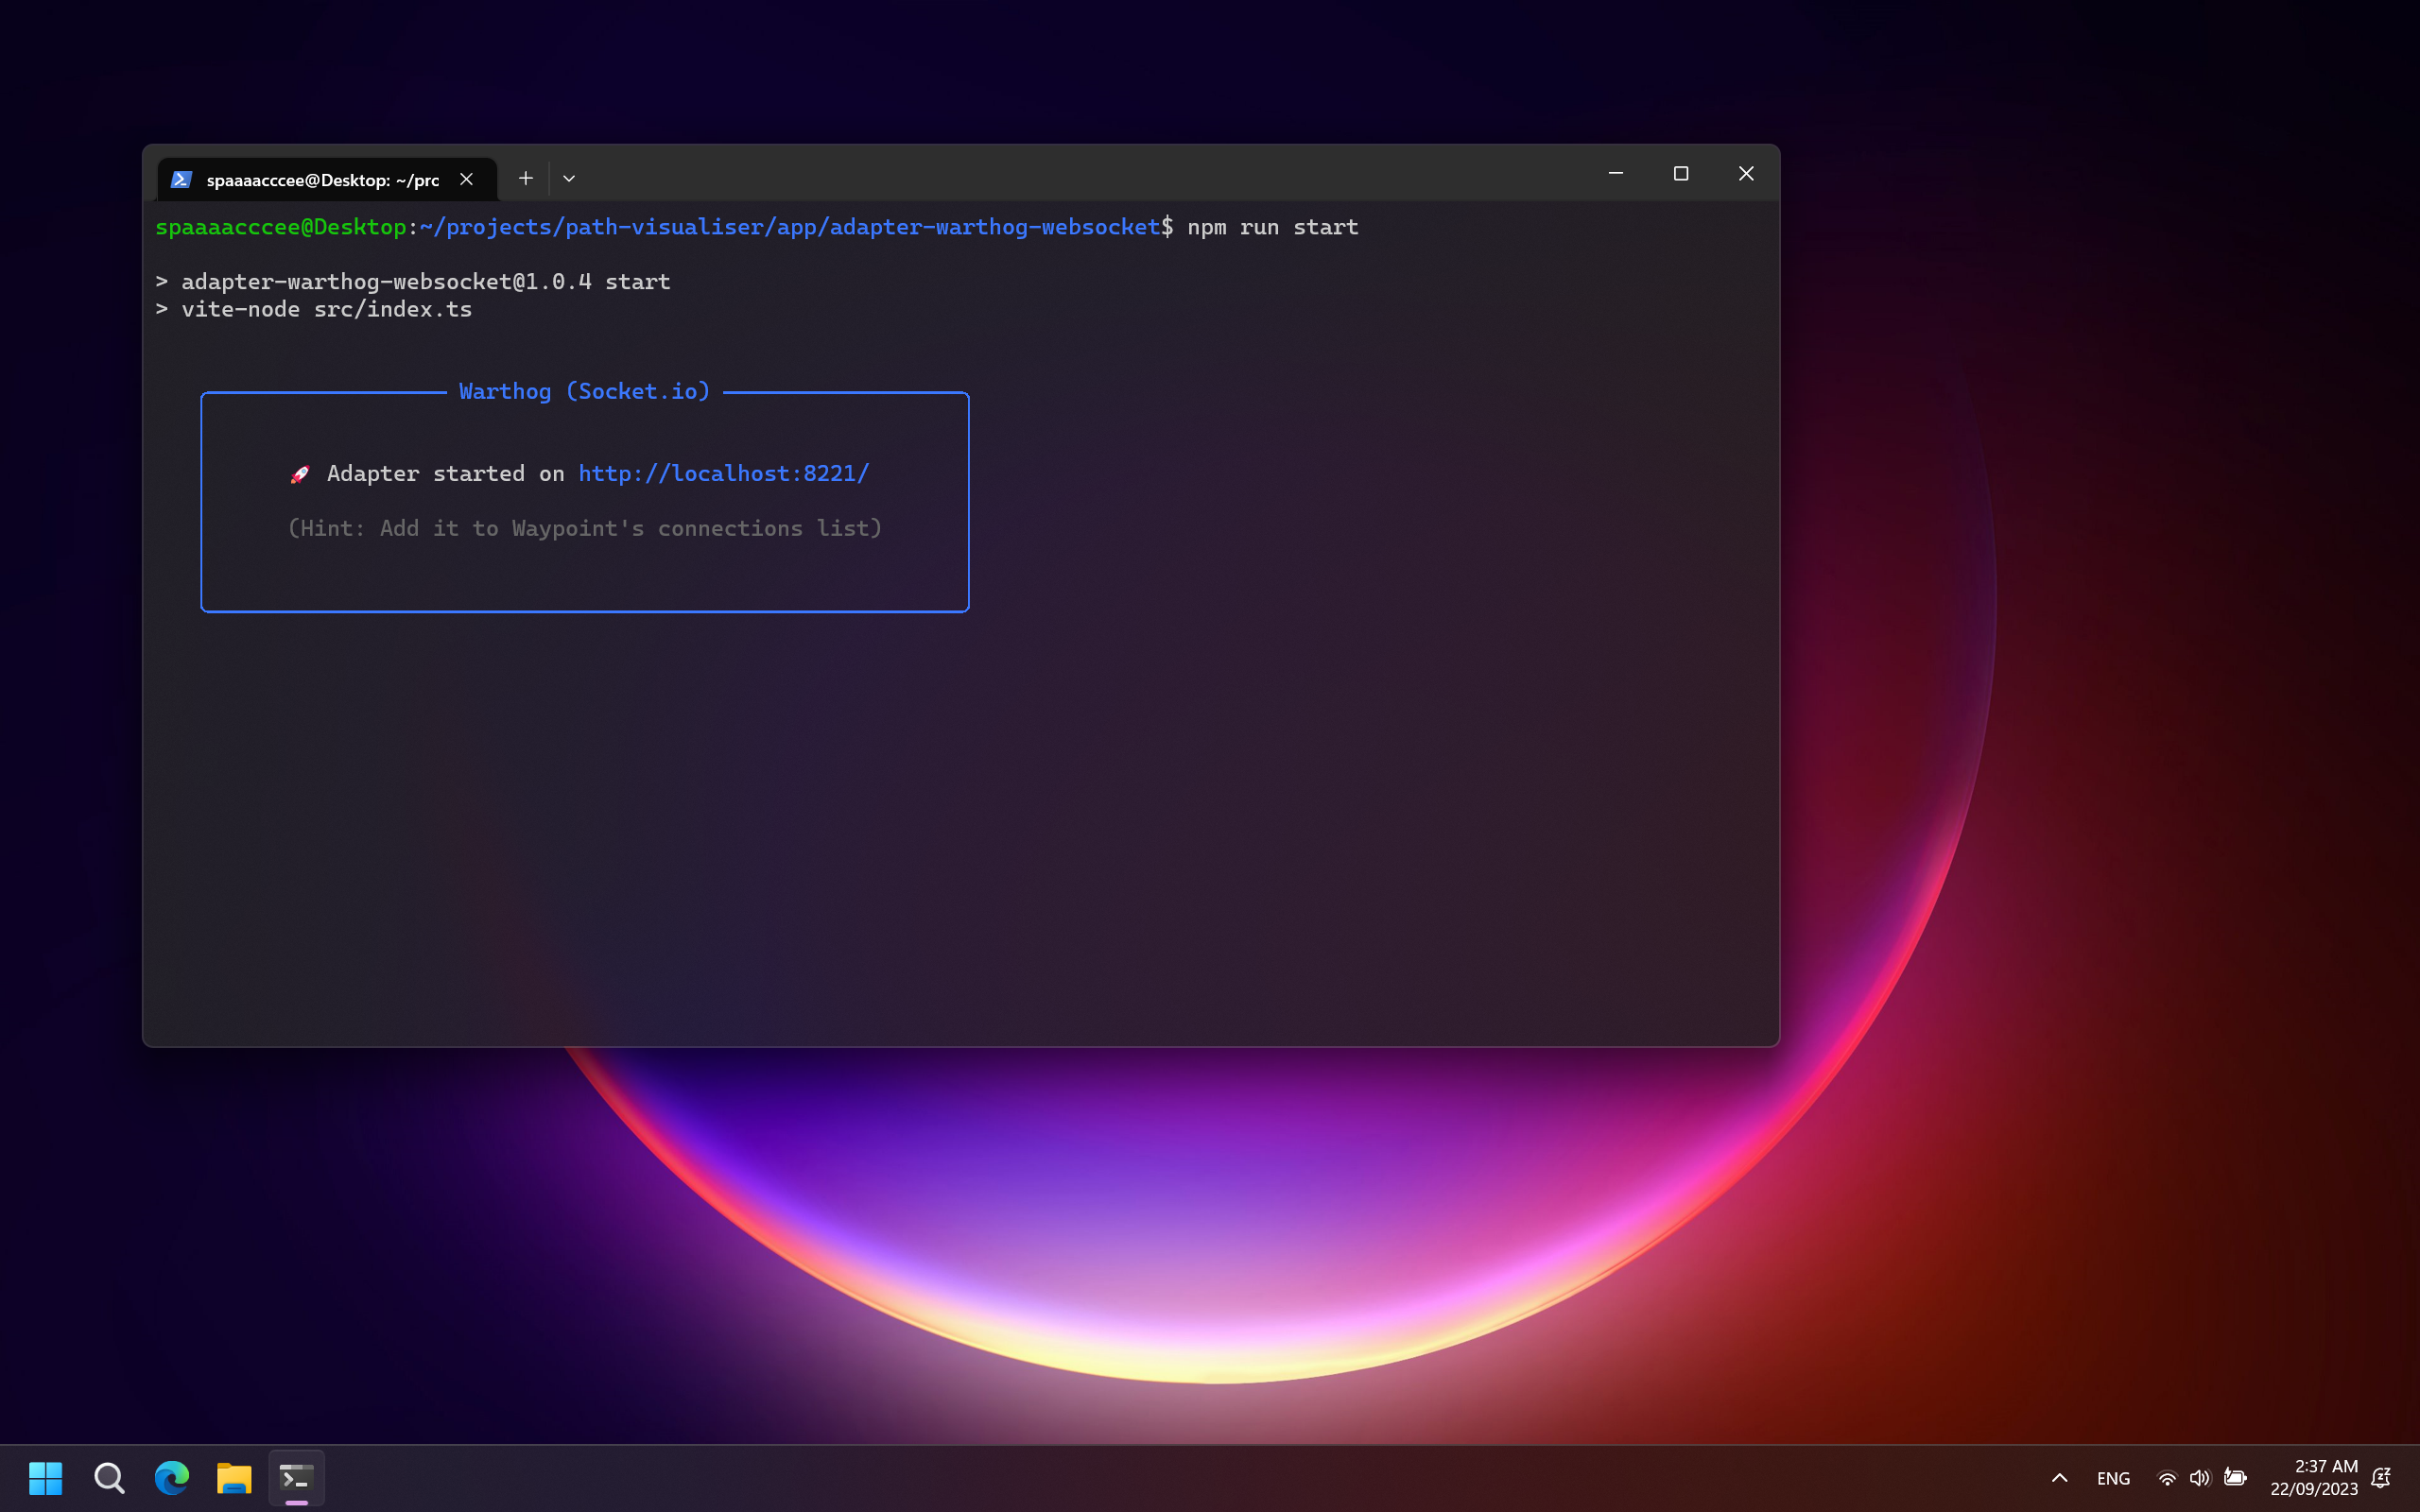 spaaaacccee@Desktop: ~/prc
spaaaacccee@Desktop:~/projects/path-visualiser/app/adapter-warthog-websocket$ npm run start
> adapter-warthog-websocket@1.0.4 start
> vite-node src/index.ts
Warthog (Socket.io)
🚀 Adapter started on http://localhost:8221/
(Hint: Add it to Waypoint's connections list)
ENG
2:37 AM
22/09/2023